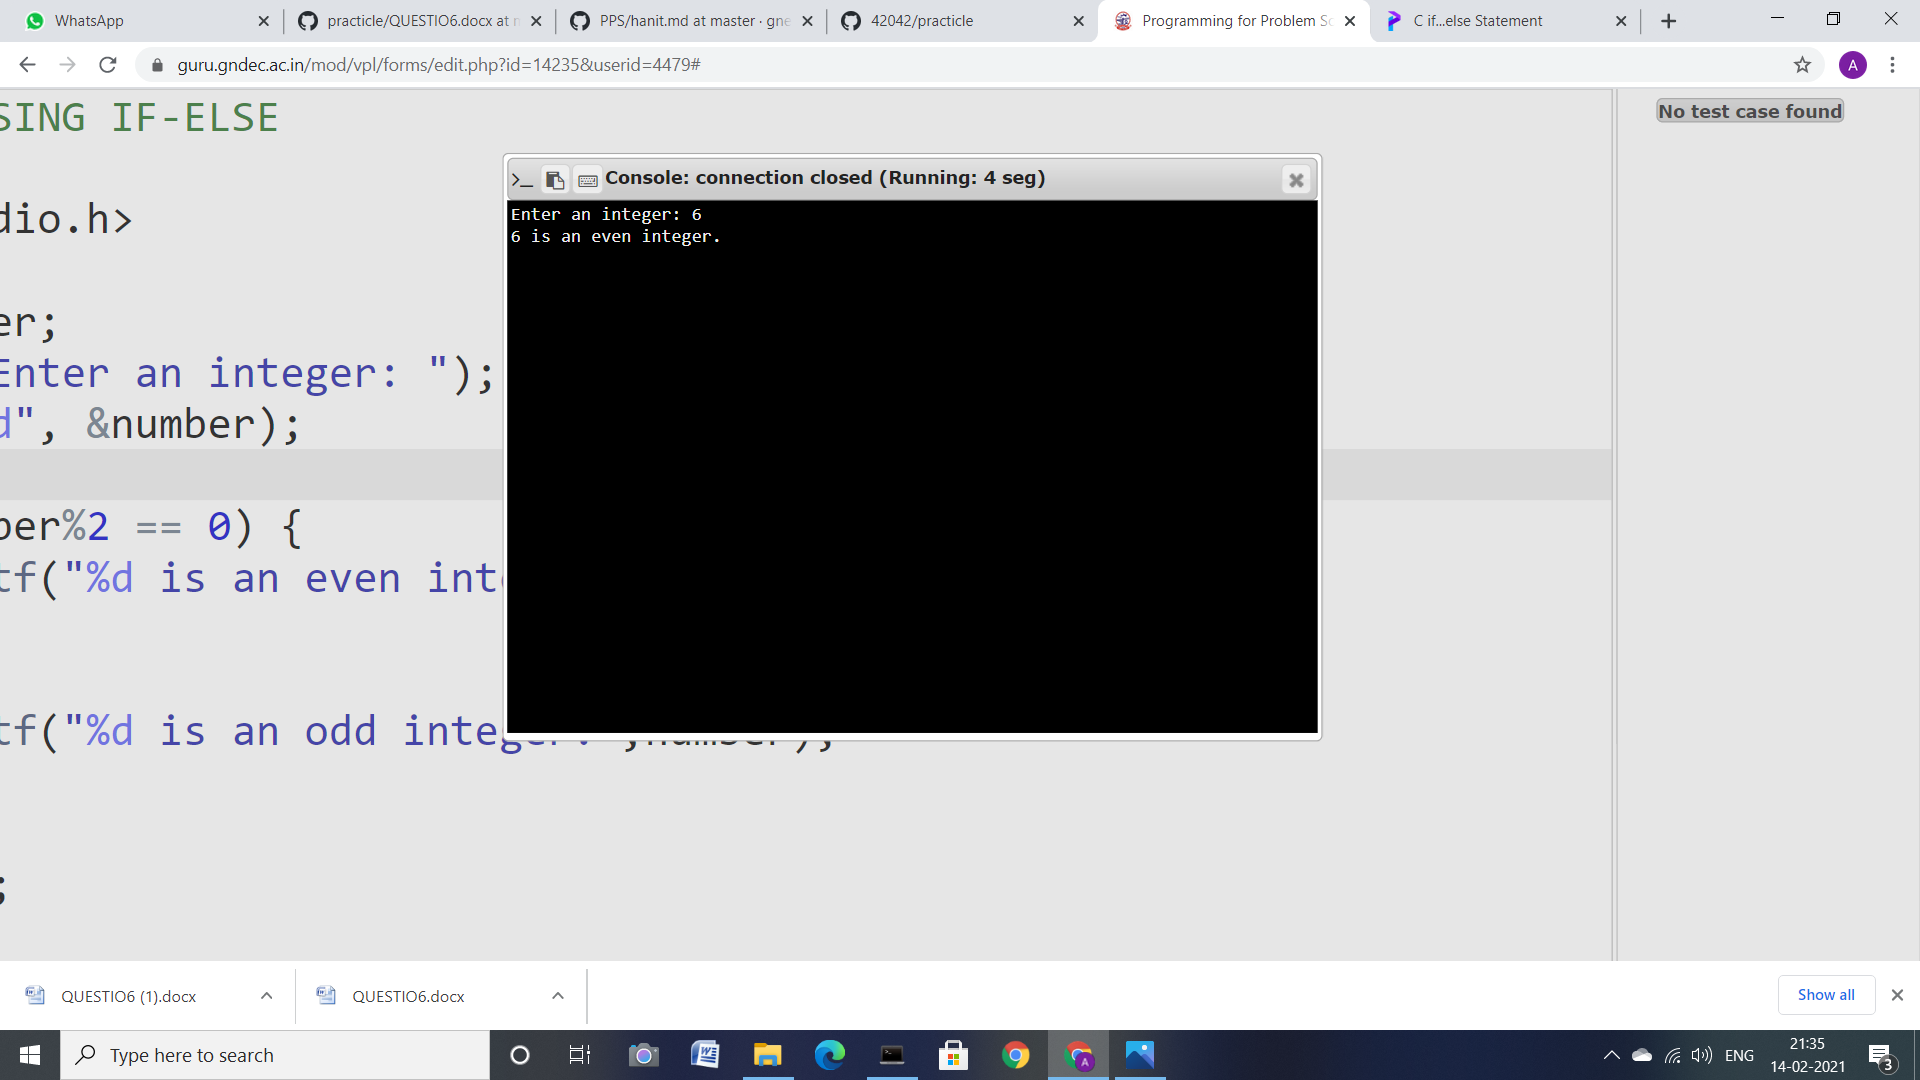 WhatsApp
practicle/QUESTIO6.docx at n
PPS/hanit.md at master · gne
42042/practicle
Programming for Problem So
C if...else Statement
guru.gndec.ac.in/mod/vpl/forms/edit.php?id=14235&userid=4479#
A
SING IF-ELSE
dio.h>
er;
Enter an integer: ");
d", &number);
ber%2 == 0) {
tf("%d is an even inte
tf("%d is an odd integer.
;
No test case found
>_ Console: connection closed (Running: 4 seg)
Enter an integer: 6
6 is an even integer.
QUESTIO6 (1).docx
QUESTIO6.docx
Show all
Type here to search
A
ENG
21:35
14-02-2021
3